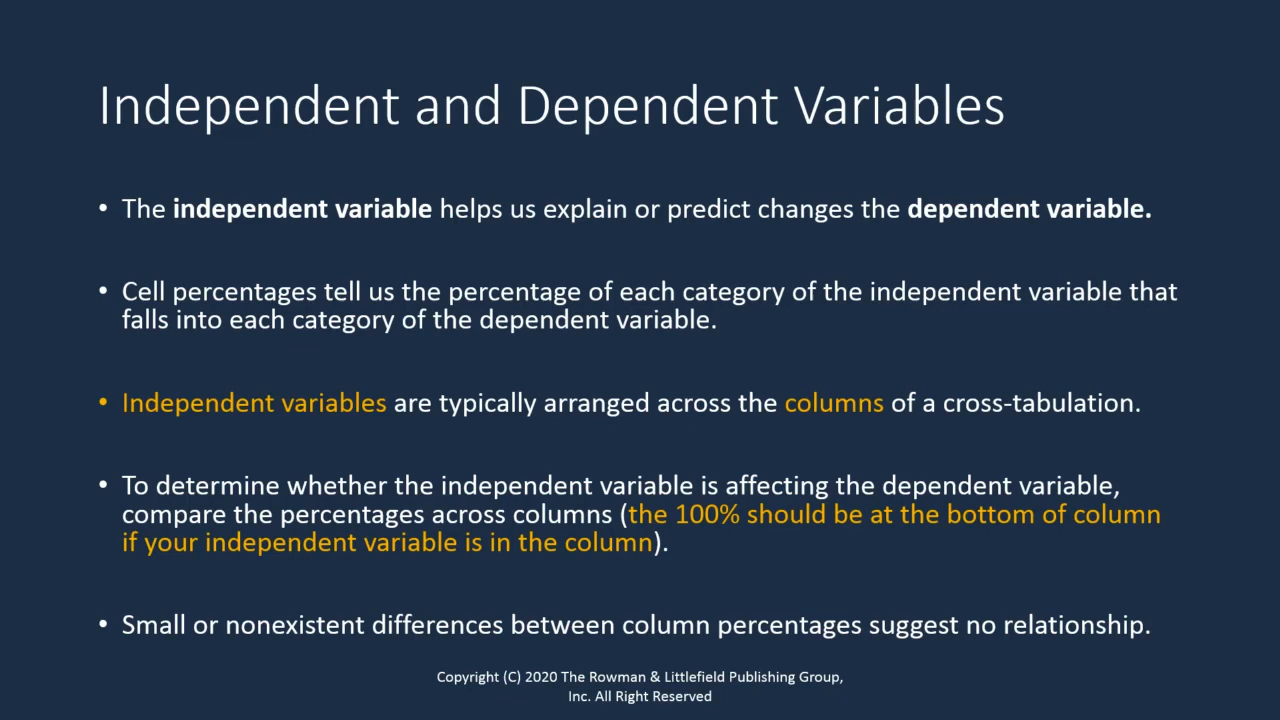 Independent and Dependent Variables
• The independent variable helps us explain or predict changes the dependent variable.
• Cell percentages tell us the percentage of each category of the independent variable that
falls into each category of the dependent variable.
• Independent variables are typically arranged across the columns of a cross-tabulation.
• To determine whether the independent variable is affecting the dependent variable,
compare the percentages across columns (the 100% should be at the bottom of column
if your independent variable is in the column).
• Small or nonexistent differences between column percentages suggest no relationship.
Copyright (C) 2020 The Rowman & Littlefield Publishing Group,
Inc. All Right Reserved